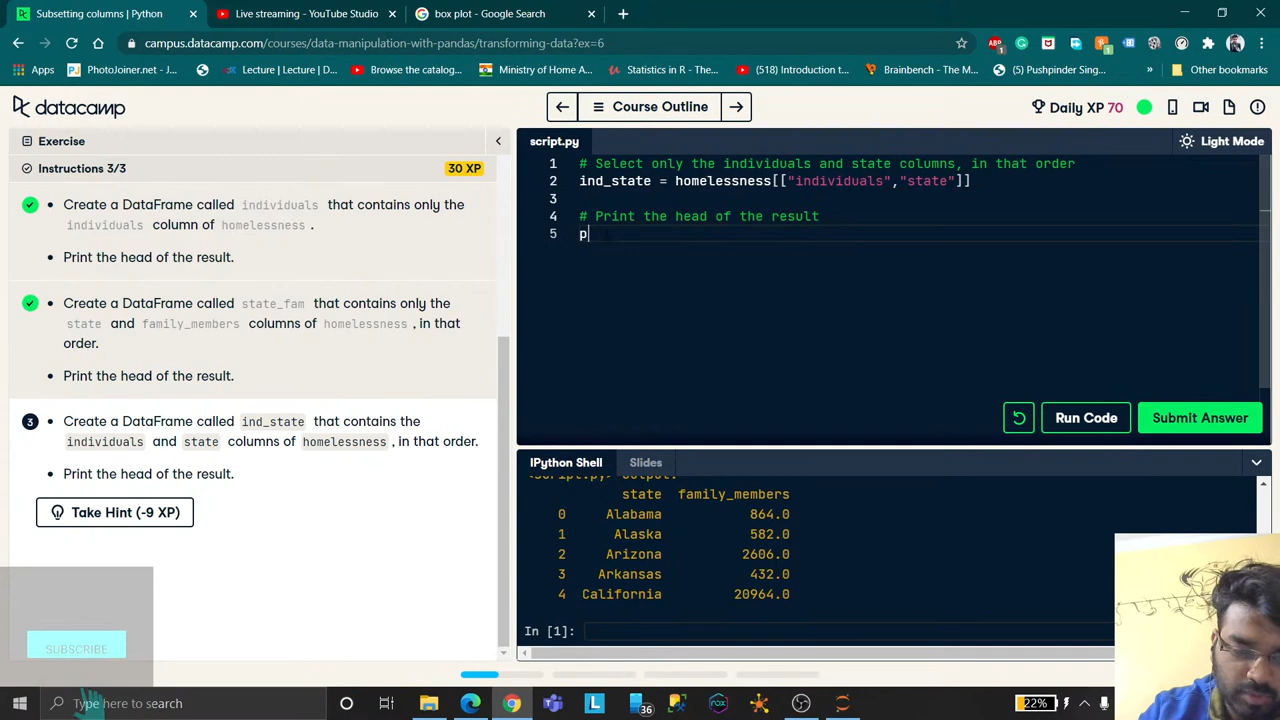 Subsetting columns | Python
Live streaming - YouTube Studio
box plot - Google Search
campus.datacamp.com/courses/data-manipulation-with-pandas/transforming-data?ex=6
Apps
PhotoJoiner.net - J...
Lecture | Lecture | D...
Browse the catalog...
Ministry of Home A...
Statistics in R - The...
(518) Introduction t...
Brainbench - The M...
(5) Pushpinder Sing...
»
Other bookmarks
datacamp
Course Outline
Daily XP 70
Exercise
Instructions 3/3
30 XP
Create a DataFrame called individuals that contains only the
individuals column of homelessness .
Print the head of the result.
Create a DataFrame called state_fam that contains only the
state and family_members columns of homelessness , in that
order.
Print the head of the result.
3
Create a DataFrame called ind_state that contains the
individuals and state columns of homelessness , in that order.
Print the head of the result.
Take Hint (-9 XP)
SUBSCRIBE
script.py
Light Mode
1 # Select only the individuals and state columns, in that order
2 ind_state = homelessness[["individuals","state"]]
3
4 # Print the head of the result
5 p
Run Code
Submit Answer
IPython Shell
Slides
<script.py> output:
state family_members
0 Alabama 864.0
1 Alaska 582.0
2 Arizona 2606.0
3 Arkansas 432.0
4 California 20964.0
In [1]:
Type here to search
36
22%